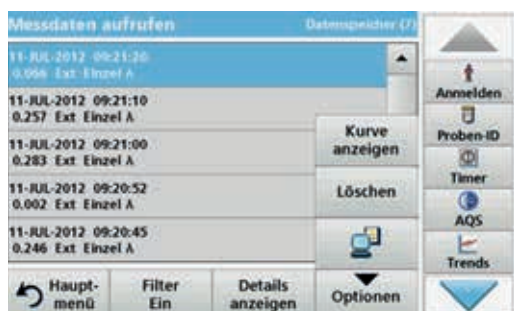 Messdaten aufrufen
Datenspeicher (7)
11-JUL-2012 09:21:20
0.066 Ext Einzel λ
11-JUL-2012 09:21:10
0.257 Ext Einzel λ
11-JUL-2012 09:21:00
0.283 Ext Einzel λ
11-JUL-2012 09:20:52
0.002 Ext Einzel λ
11-JUL-2012 09:20:45
0.246 Ext Einzel λ
Kurve
anzeigen
Löschen
Optionen
Haupt-
menü
Filter
Ein
Details
anzeigen
Anmelden
Proben-ID
Timer
AQS
Trends